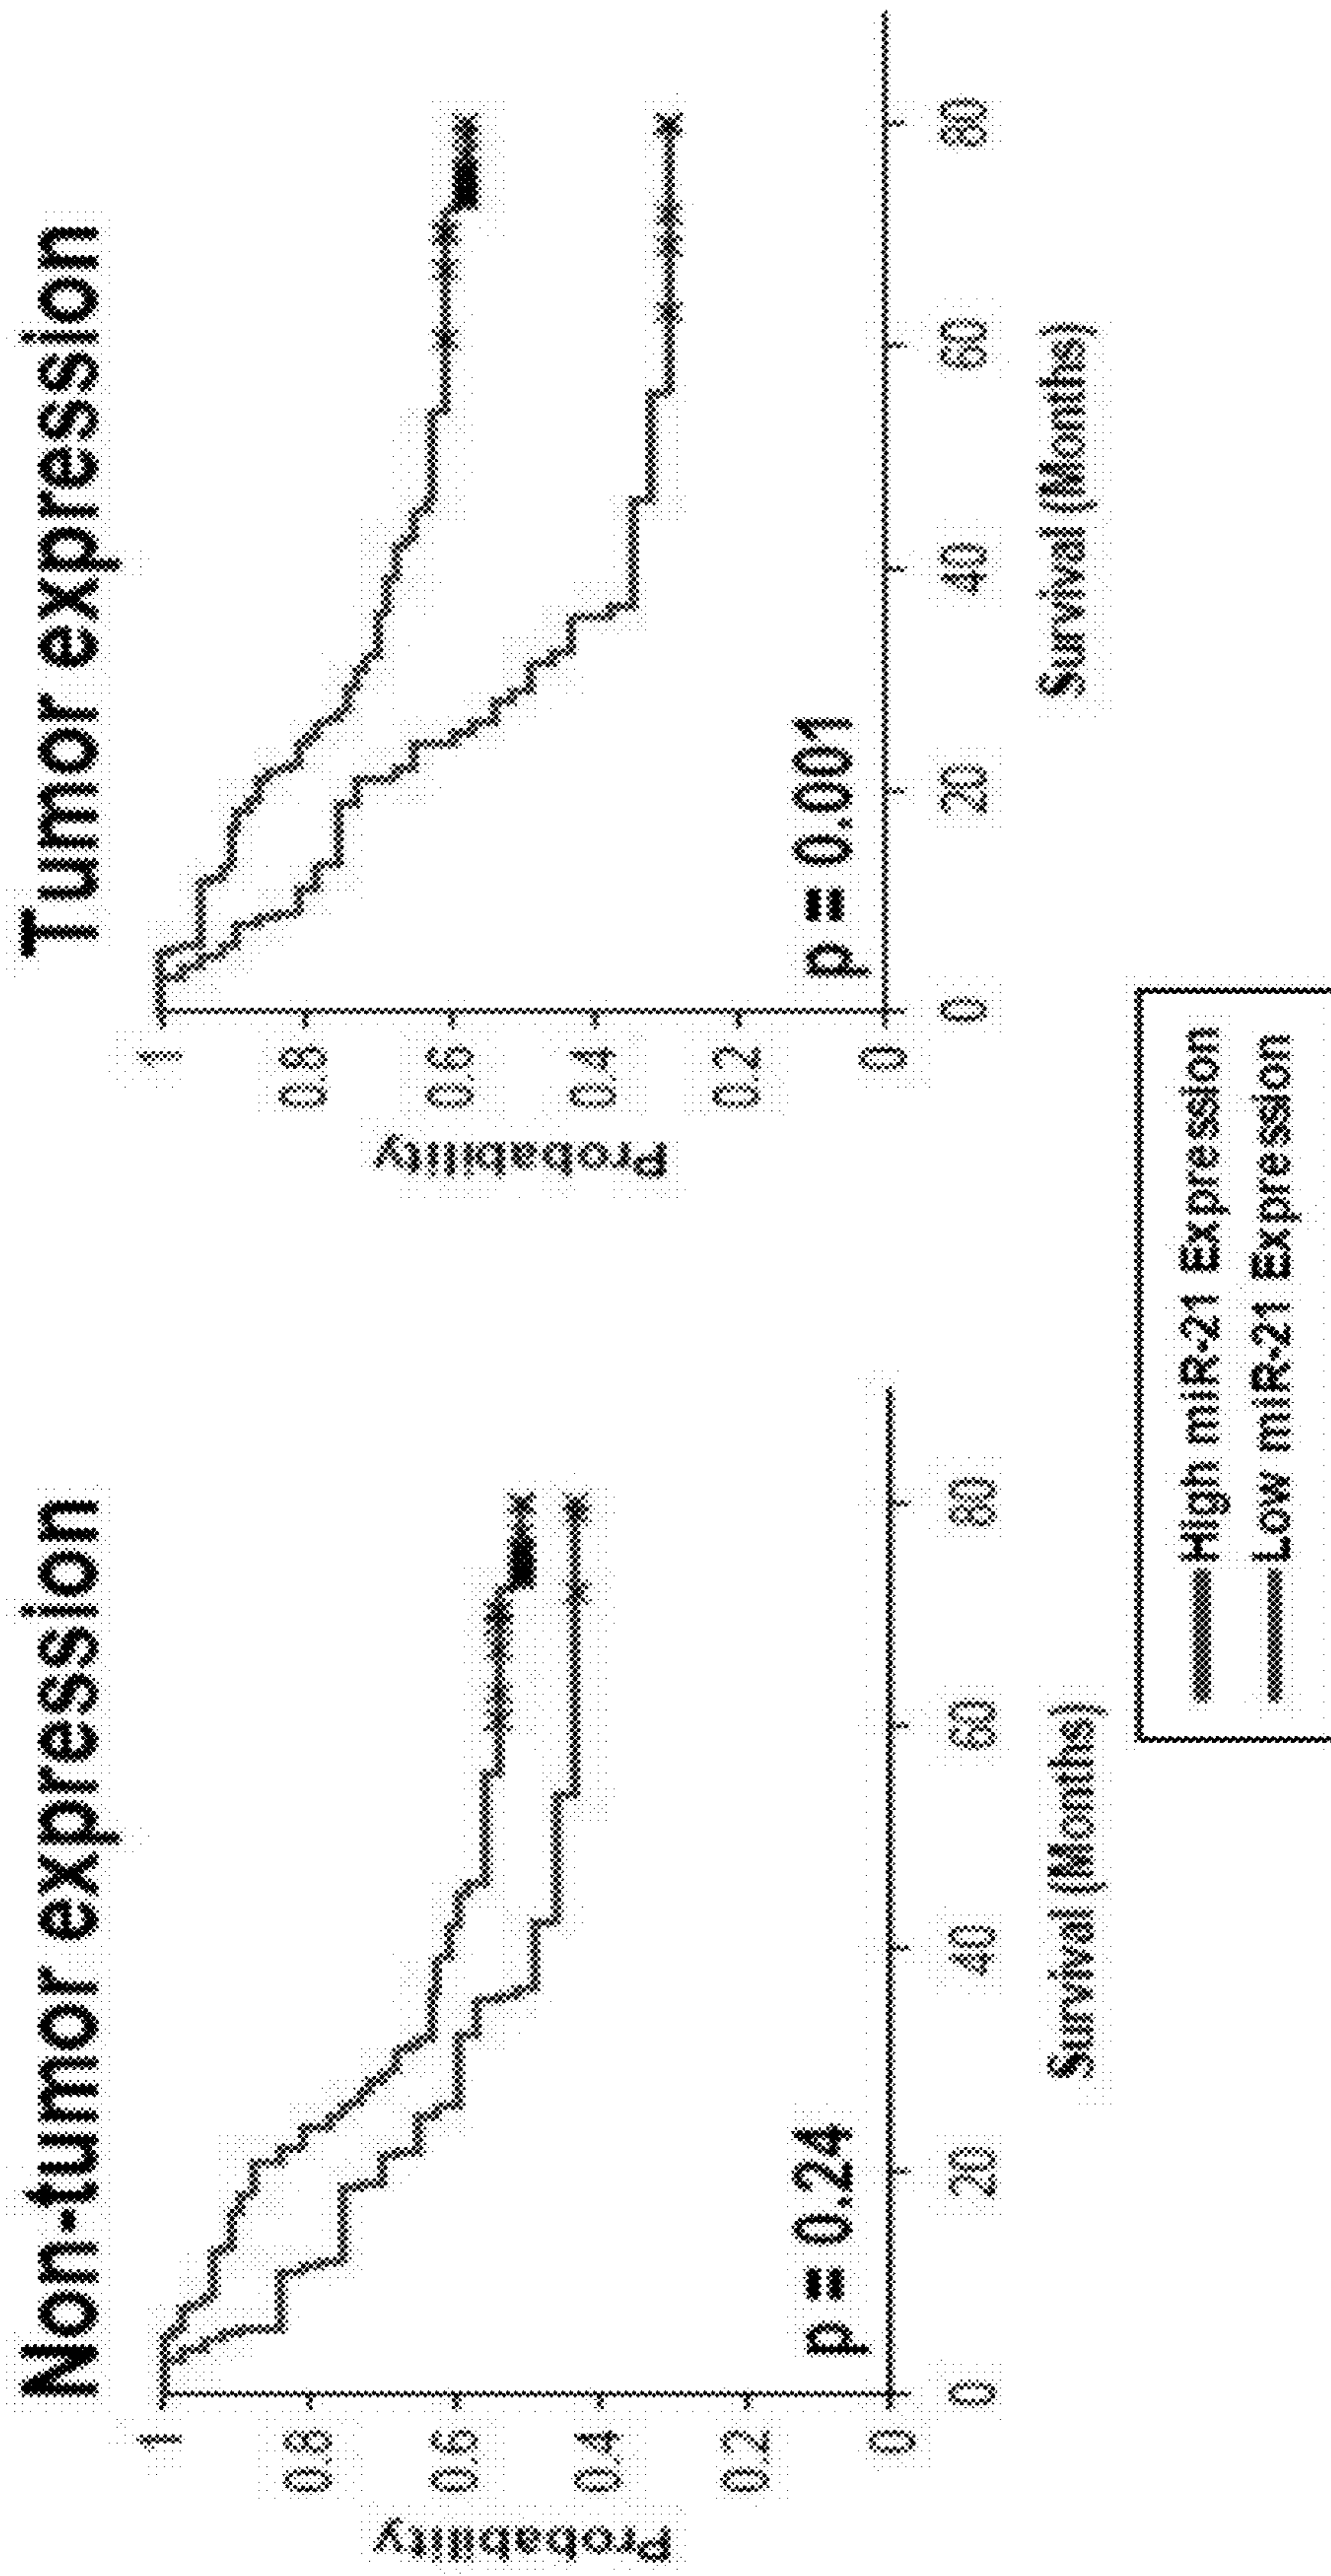 Non-tumor expression
Probability
1
0.8
0.6
0.4
0.2
0
p = 0.24
0 20 40 60 80
Survival (Months)
Tumor expression
Probability
1
0.8
0.6
0.4
0.2
0
p = 0.001
0 20 40 60 80
Survival (Months)
High miR-21 Expression
Low miR-21 Expression